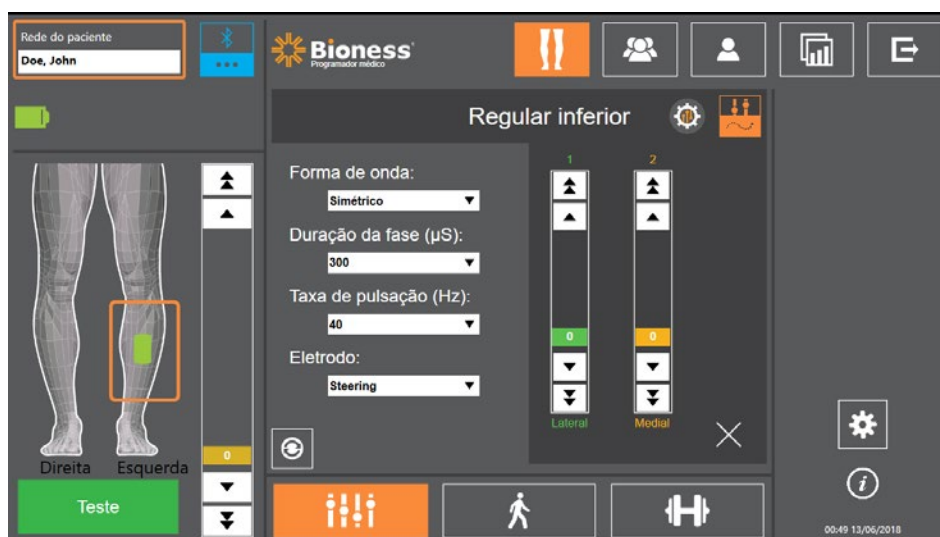 Rede do paciente
Doe, John
Bioness
Programador médico
Regular inferior
Forma de onda:
Simétrico
Duração da fase (µS):
300
Taxa de pulsação (Hz):
40
Eletrodo:
Steering
1
2
0
0
Lateral
Medial
Direita
Esquerda
0
Teste
i
00:49 13/06/2018